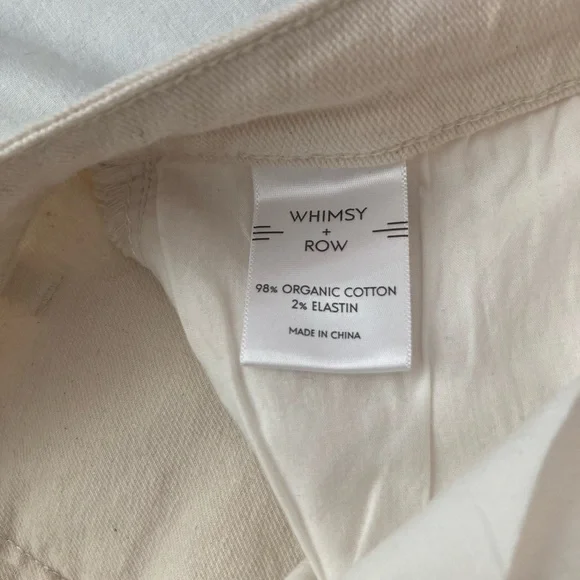 WHIMSY
+
ROW
98% ORGANIC COTTON
2% ELASTIN
MADE IN CHINA